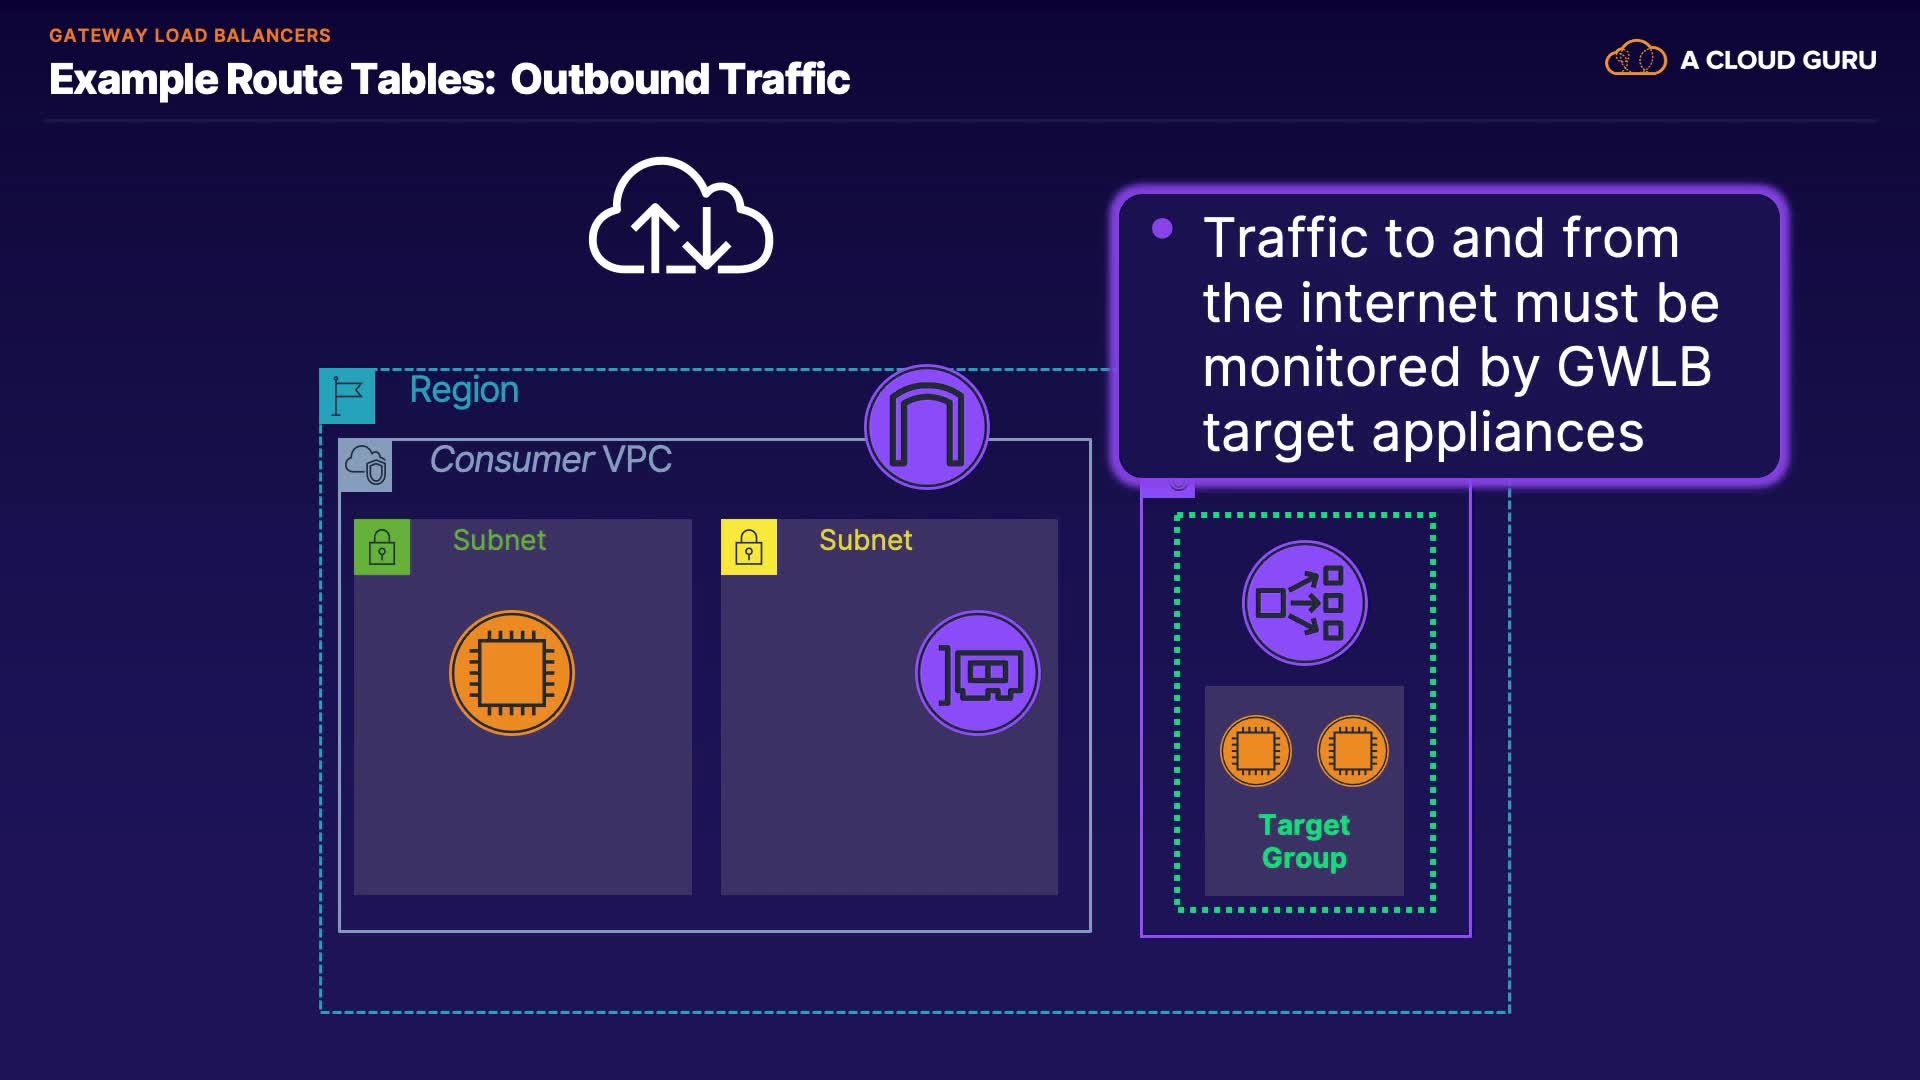 GATEWAY LOAD BALANCERS
Example Route Tables: Outbound Traffic
A CLOUD GURU
• Traffic to and from
the internet must be
monitored by GWLB
target appliances
Region
Consumer VPC
Subnet
Subnet
Target
Group